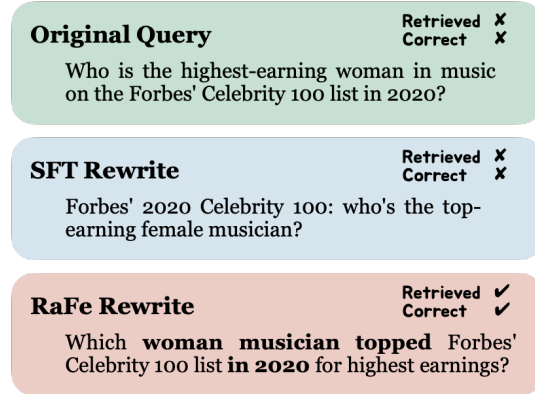 Original Query
Retrieved ✘
Correct ✘
Who is the highest-earning woman in music
on the Forbes' Celebrity 100 list in 2020?
SFT Rewrite
Retrieved ✘
Correct ✘
Forbes' 2020 Celebrity 100: who's the top-
earning female musician?
RaFe Rewrite
Retrieved ✔
Correct ✔
Which woman musician topped Forbes'
Celebrity 100 list in 2020 for highest earnings?